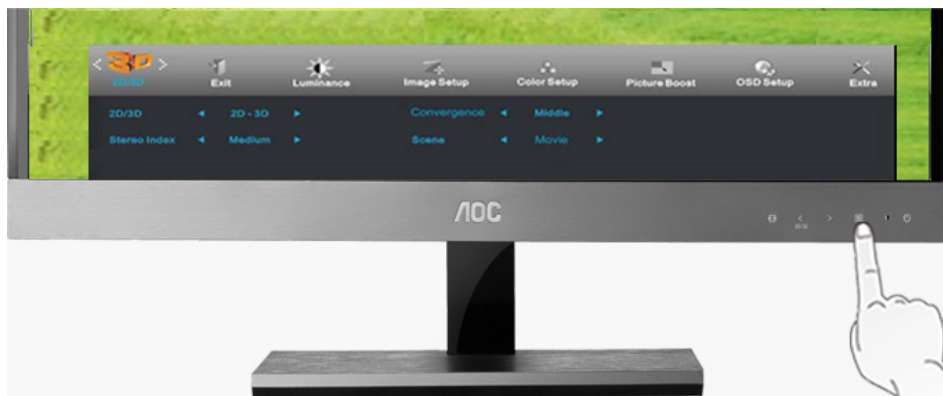 < 3D >
2D/3D Exit Luminance Image Setup Color Setup Picture Boost OSD Setup Extra
2D/3D ◄ 2D - 3D ► Convergence ◄ Middle ►
Stereo Index ◄ Medium ► Scene ◄ Movie ►
AOC